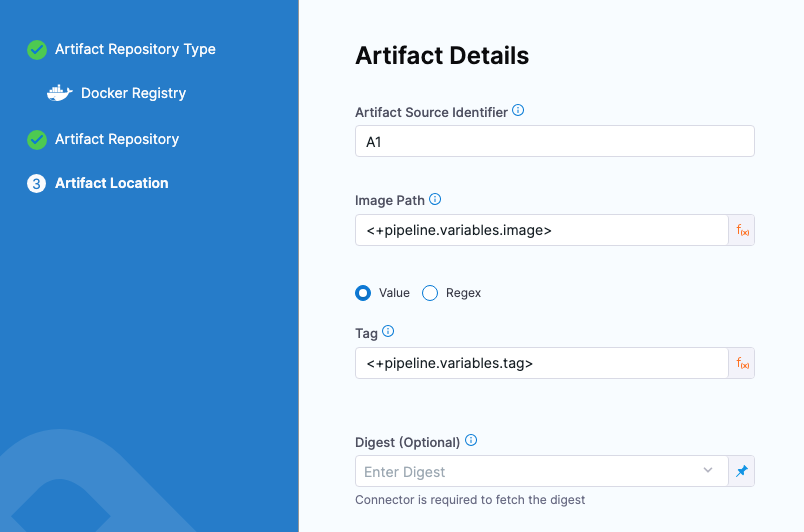 Artifact Repository Type
Docker Registry
Artifact Repository
3 Artifact Location
Artifact Details
Artifact Source Identifier
A1
Image Path
<+pipeline.variables.image>
f(x)
Value Regex
Tag
<+pipeline.variables.tag>
f(x)
Digest (Optional)
Enter Digest
Connector is required to fetch the digest